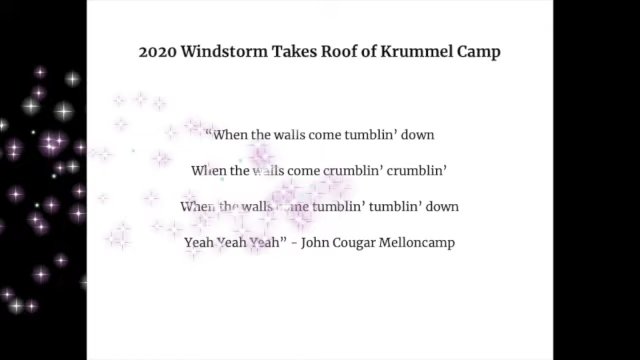 2020 Windstorm Takes Roof of Krummel Camp
“When the walls come tumblin’ down
When the walls come crumblin’ crumblin’
When the walls come tumblin’ tumblin’ down
Yeah Yeah Yeah” - John Cougar Melloncamp